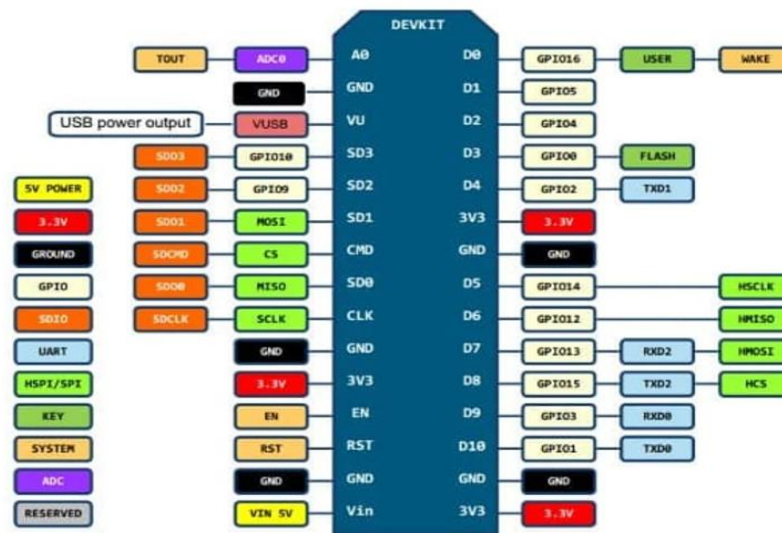 DEVKIT
TOUT ADC0 A0 D0 GPIO16 USER WAKE
GND GND D1 GPIO5
USB power output VUSB VU D2 GPIO4
SDD3 GPIO10 SD3 D3 GPIO0 FLASH
5V POWER SDD2 GPIO9 SD2 D4 GPIO2 TXD1
3.3V SDD1 MOSI SD1 3V3 3.3V
GROUND SDCMD CS CMD GND GND
GPIO SDD0 MISO SD0 D5 GPIO14 HSCLK
SDIO SDCLK SCLK CLK D6 GPIO12 HMISO
UART GND GND D7 GPIO13 RXD2 HMOSI
HSPI/SPI 3.3V 3V3 D8 GPIO15 TXD2 HCS
KEY EN EN D9 GPIO3 RXD0
SYSTEM RST RST D10 GPIO1 TXD0
ADC GND GND GND GND
RESERVED VIN 5V Vin 3V3 3.3V